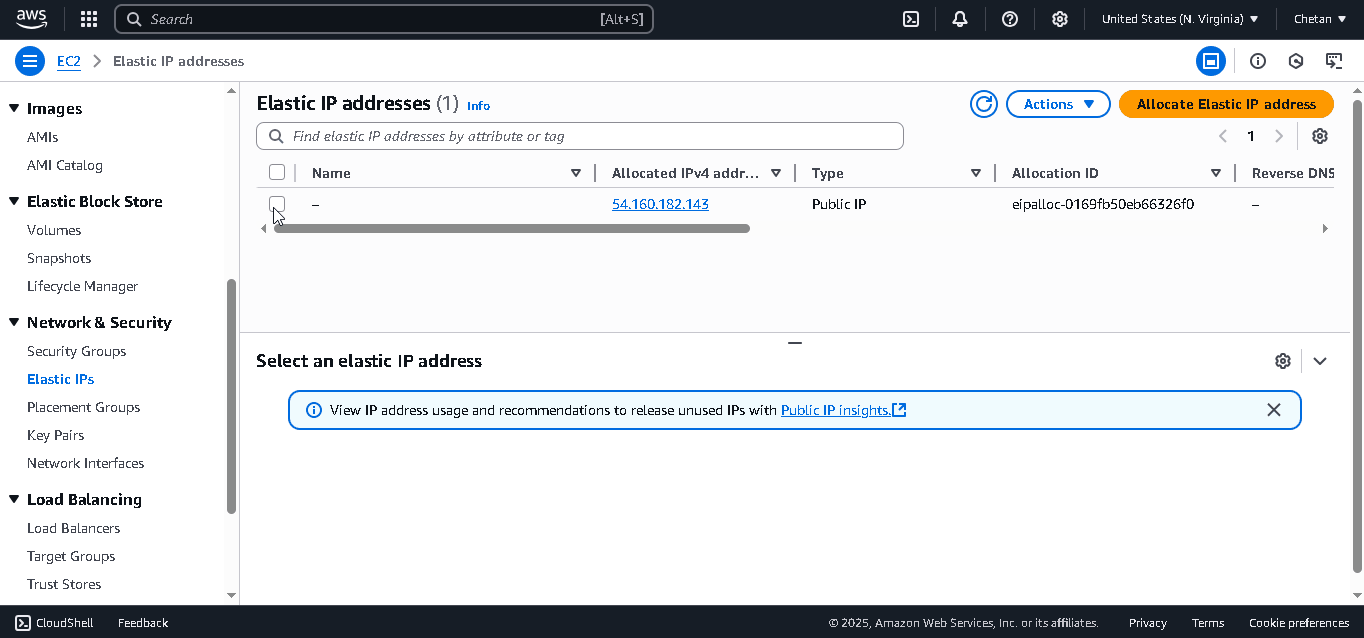 aws Search [Alt+S] United States (N. Virginia) Chetan
EC2 Elastic IP addresses
Images
AMIs
AMI Catalog
Elastic Block Store
Volumes
Snapshots
Lifecycle Manager
Network & Security
Security Groups
Elastic IPs
Placement Groups
Key Pairs
Network Interfaces
Load Balancing
Load Balancers
Target Groups
Trust Stores
Elastic IP addresses (1) Info Actions Allocate Elastic IP address
Find elastic IP addresses by attribute or tag 1
Name Allocated IPv4 addr... Type Allocation ID Reverse DNS
– 54.160.182.143 Public IP eipalloc-0169fb50eb66326f0 –
Select an elastic IP address
View IP address usage and recommendations to release unused IPs with Public IP insights.
CloudShell Feedback © 2025, Amazon Web Services, Inc. or its affiliates. Privacy Terms Cookie preferences